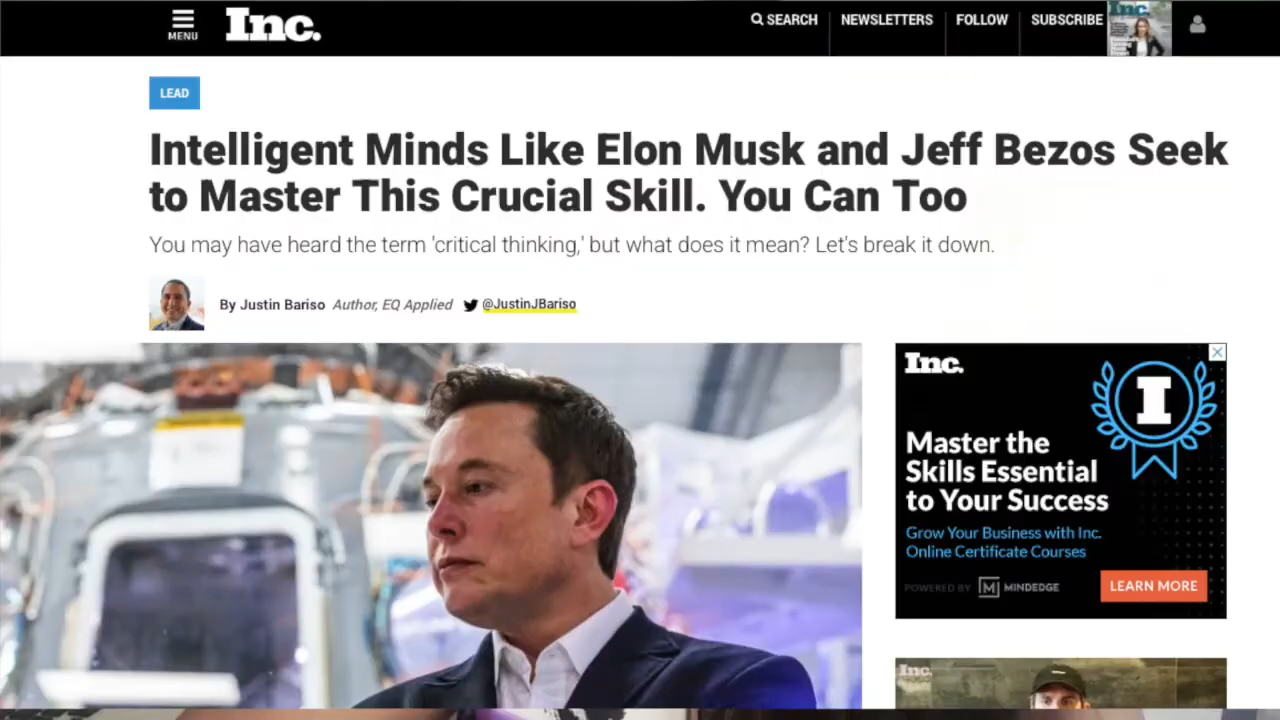 MENU
Inc.
SEARCH
NEWSLETTERS
FOLLOW
SUBSCRIBE
Inc.
LEAD
Intelligent Minds Like Elon Musk and Jeff Bezos Seek
to Master This Crucial Skill. You Can Too
You may have heard the term 'critical thinking,' but what does it mean? Let's break it down.
By Justin Bariso Author, EQ Applied @JustinJBariso
Inc.
I
Master the
Skills Essential
to Your Success
Grow Your Business with Inc.
Online Certificate Courses
POWERED BY M MINDEDGE
LEARN MORE
Inc.